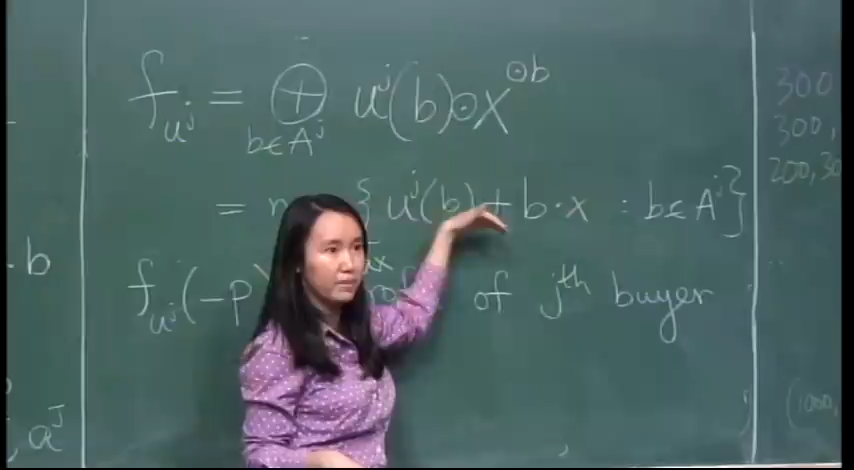 f_{u^j} = ⊕_{b∈A^j} u^j(b)⊙x^{⊙b}
300
300,
200,30
= { u^j(b) + b·x : b∈A^j }
· b
f_{u^j}(-p of j^th buyer
, a^J
(1000,